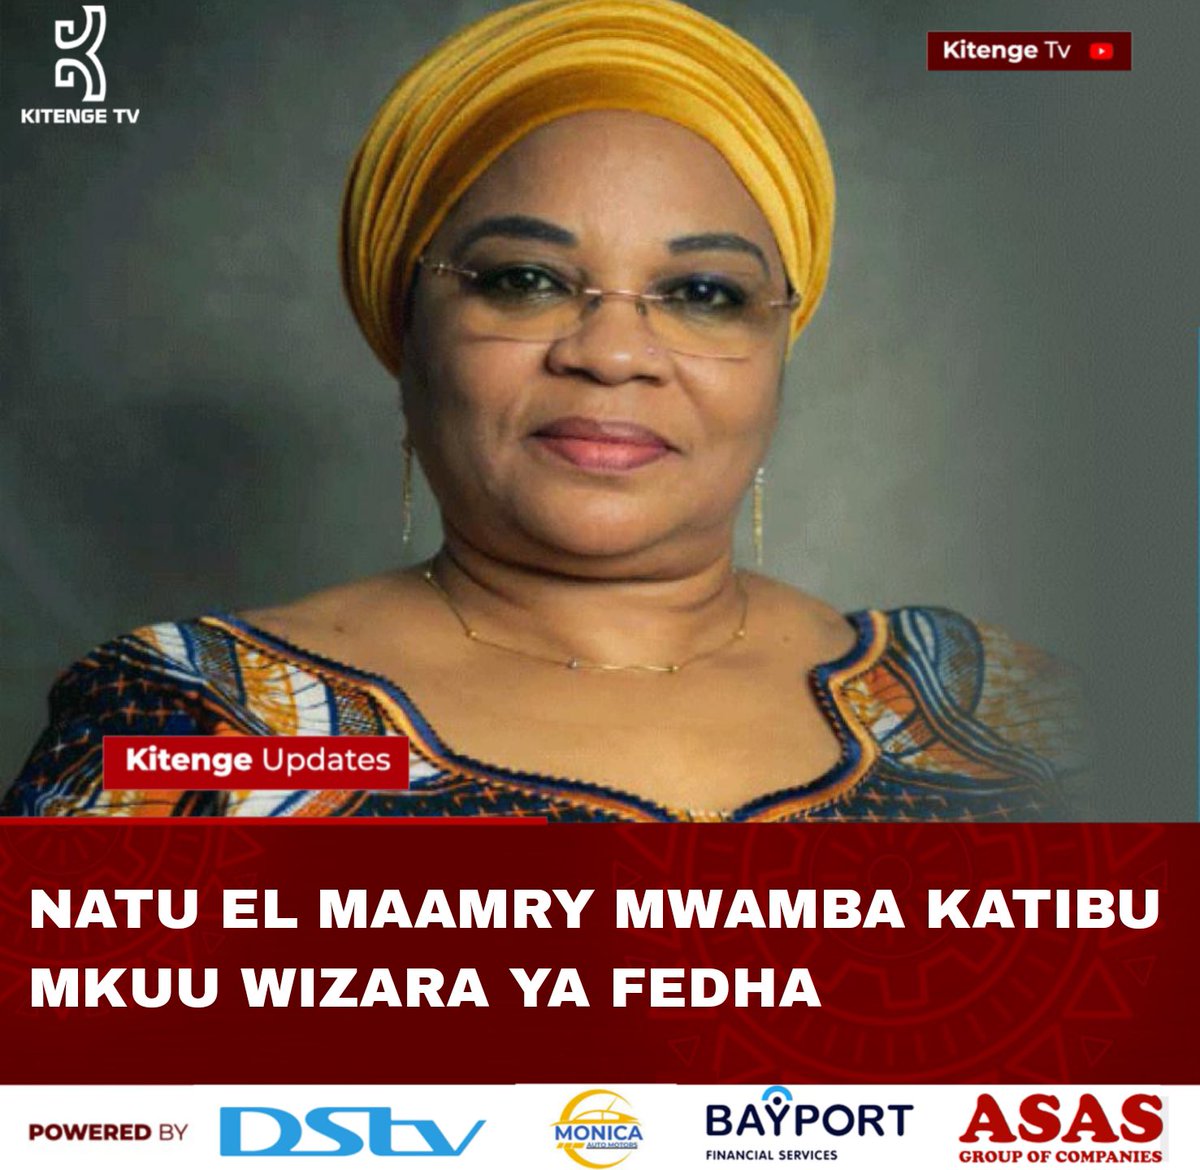 KITENGE TV
Kitenge Tv
Kitenge Updates
NATU EL MAAMRY MWAMBA KATIBU
MKUU WIZARA YA FEDHA
POWERED BY
DStv
MONICA
AUTO MOTORS
BAYPORT
FINANCIAL SERVICES
ASAS
GROUP OF COMPANIES